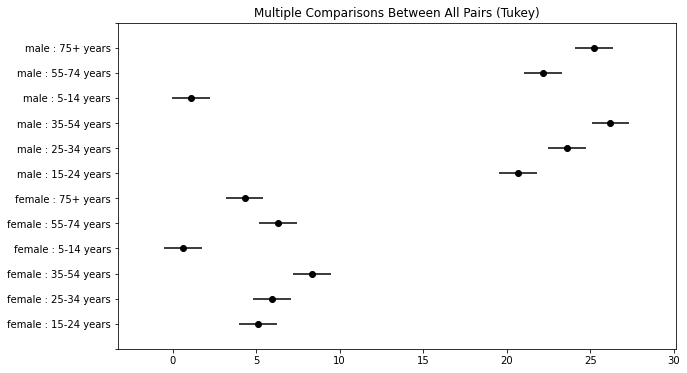 Multiple Comparisons Between All Pairs (Tukey)
male : 75+ years
male : 55-74 years
male : 5-14 years
male : 35-54 years
male : 25-34 years
male : 15-24 years
female : 75+ years
female : 55-74 years
female : 5-14 years
female : 35-54 years
female : 25-34 years
female : 15-24 years
0 5 10 15 20 25 30